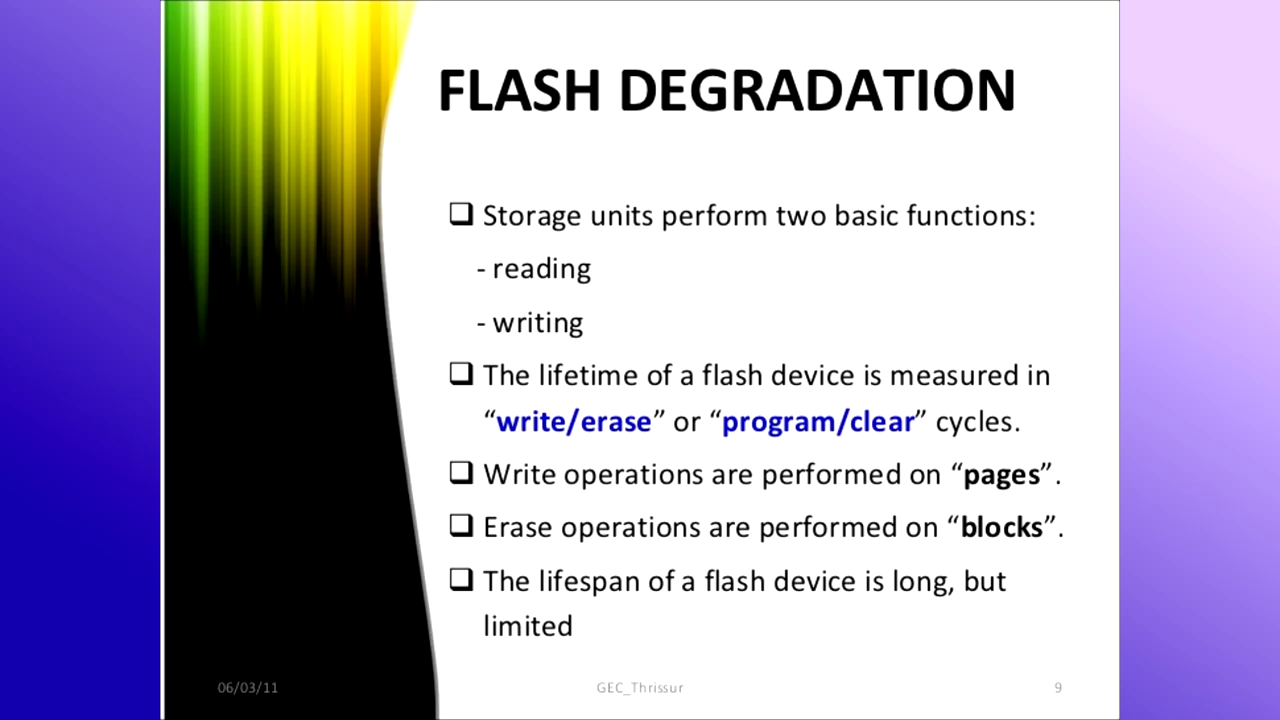 FLASH DEGRADATION
❑ Storage units perform two basic functions:
- reading
- writing
❑ The lifetime of a flash device is measured in
“write/erase” or “program/clear” cycles.
❑ Write operations are performed on “pages”.
❑ Erase operations are performed on “blocks”.
❑ The lifespan of a flash device is long, but
limited
06/03/11 GEC_Thrissur 9